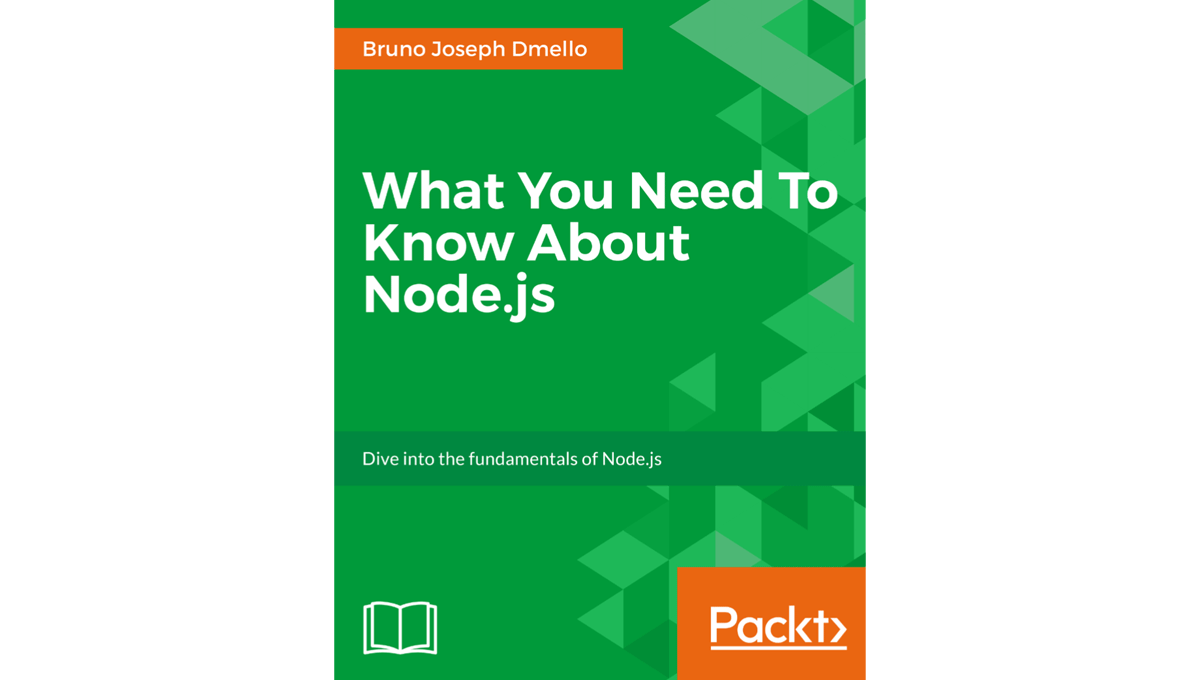 Bruno Joseph Dmello
What You Need To
Know About
Node.js
Dive into the fundamentals of Node.js
Packt